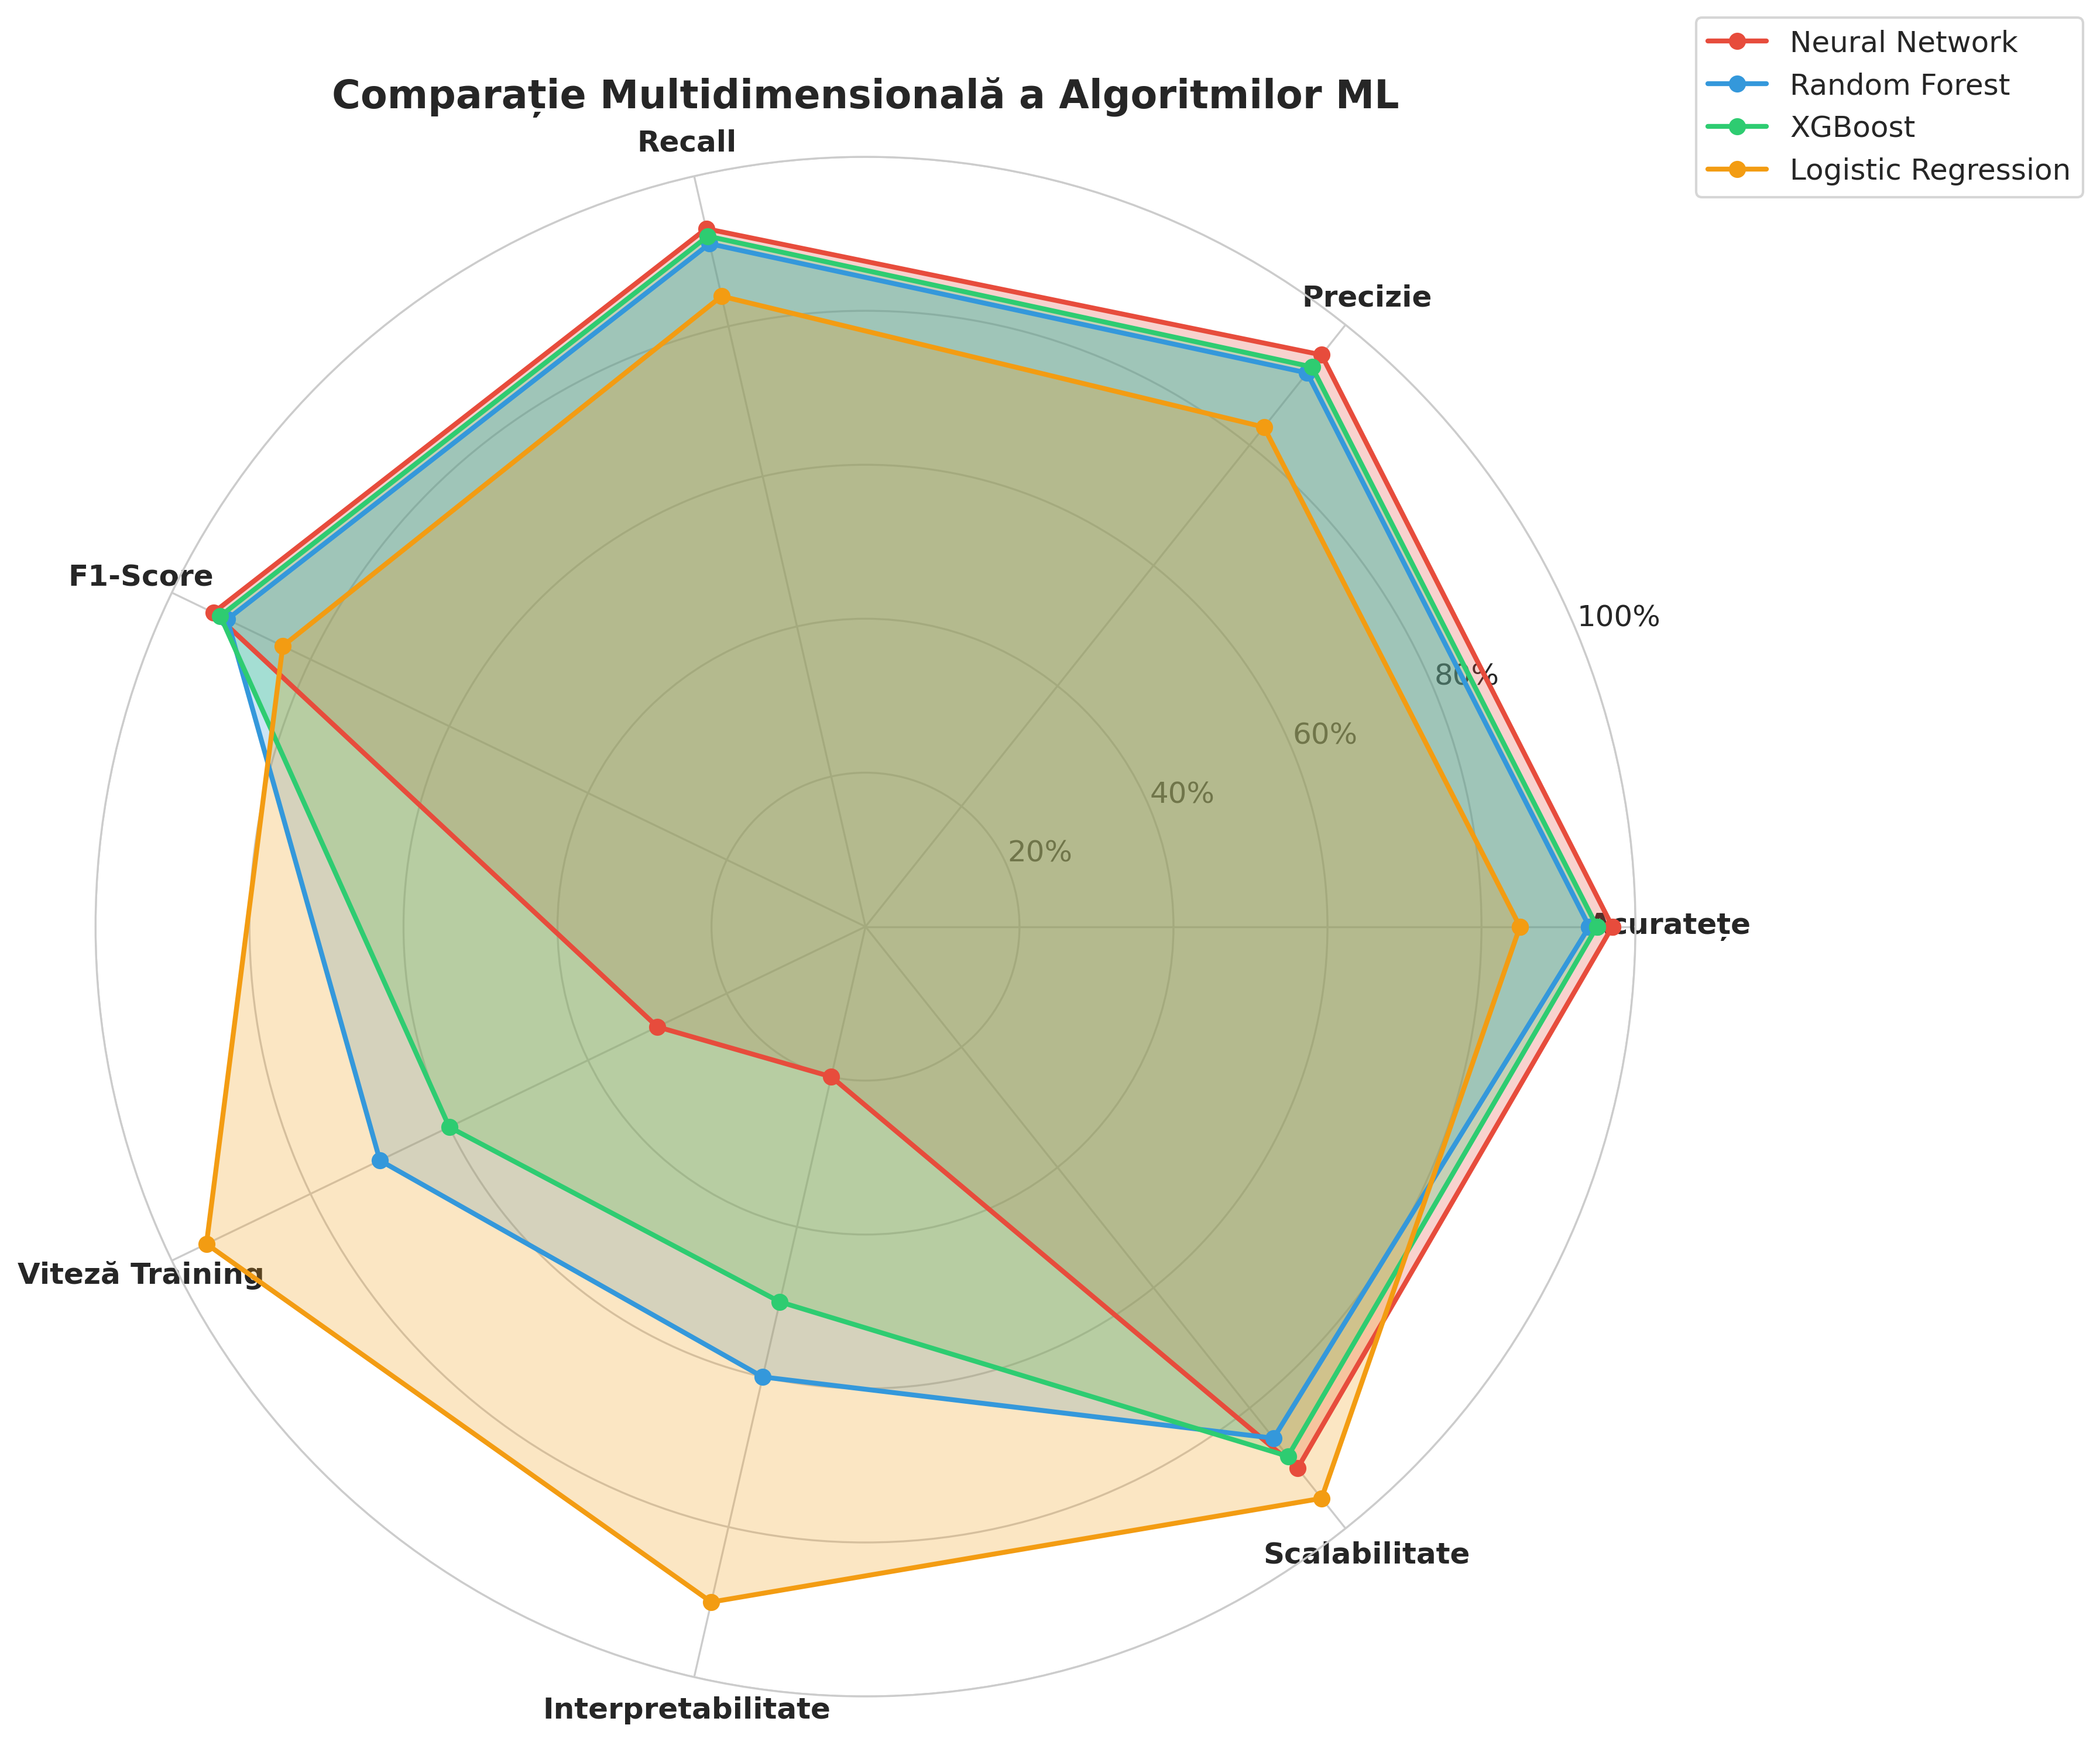 Neural Network
Random Forest
XGBoost
Logistic Regression
Comparație Multidimensională a Algoritmilor ML
Recall
Precizie
F1-Score
100%
80%
60%
40%
20%
Acuratețe
Viteză Training
Scalabilitate
Interpretabilitate